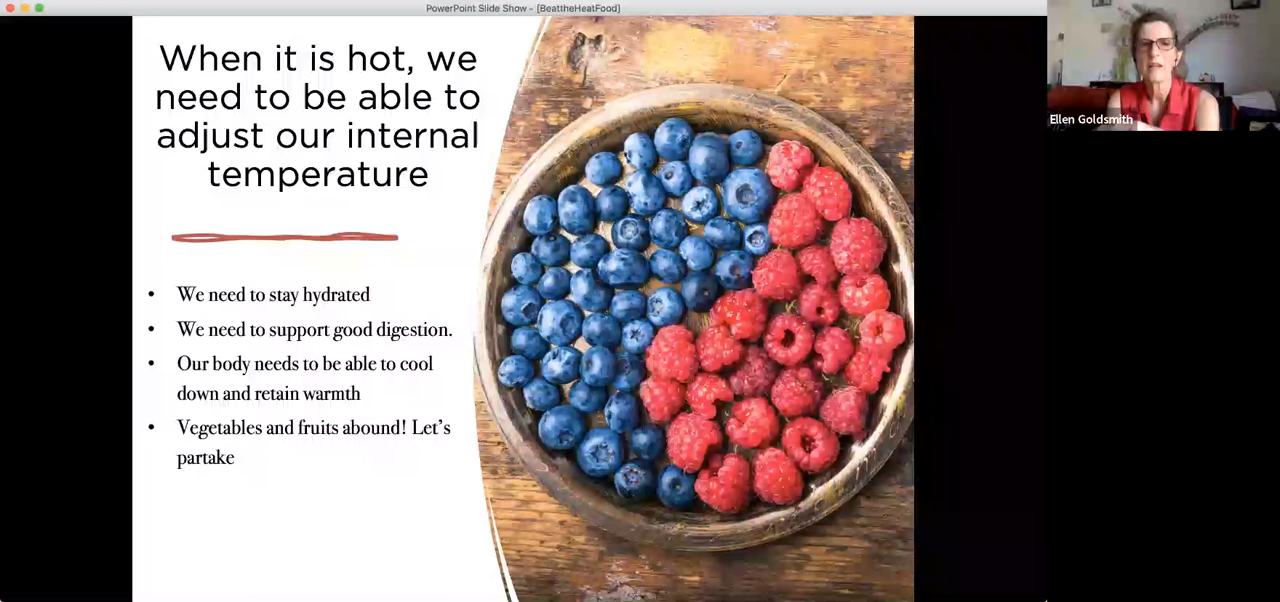 PowerPoint Slide Show - [BeattheHeatFood]
When it is hot, we
need to be able to
adjust our internal
temperature
• We need to stay hydrated
• We need to support good digestion.
• Our body needs to be able to cool
down and retain warmth
• Vegetables and fruits abound! Let's
partake
Ellen Goldsmith